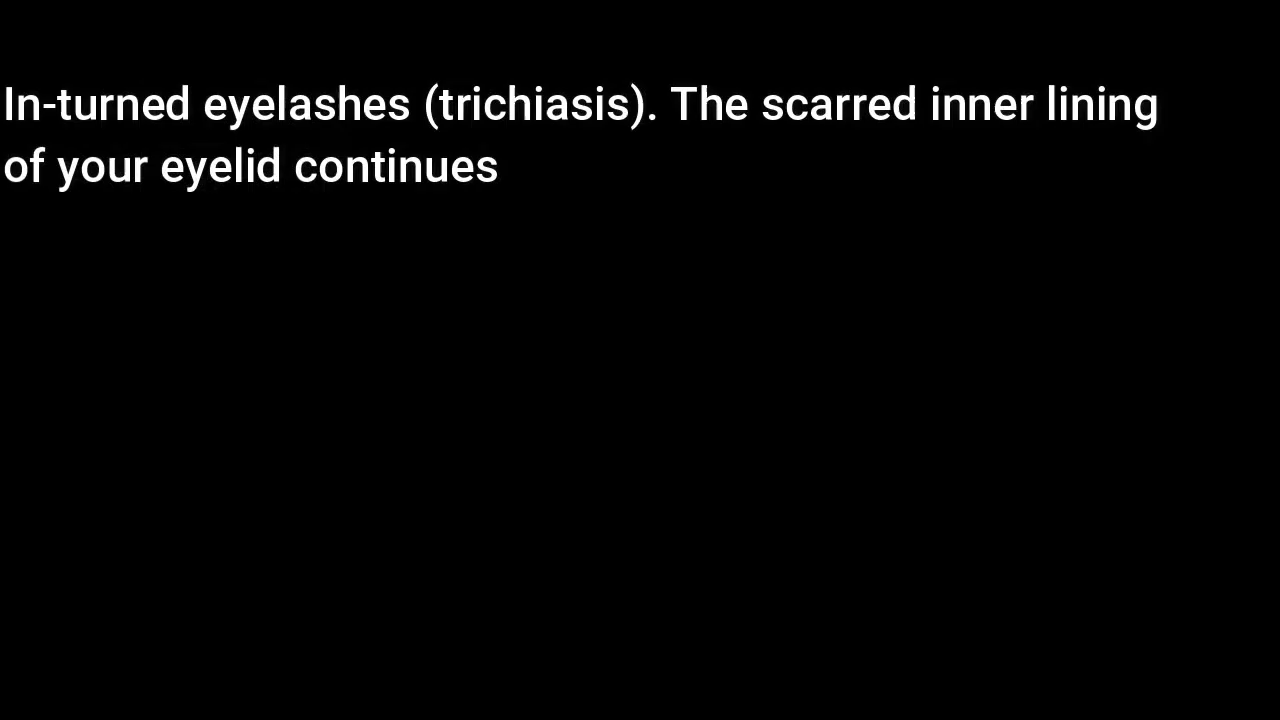 In-turned eyelashes (trichiasis). The scarred inner lining
of your eyelid continues